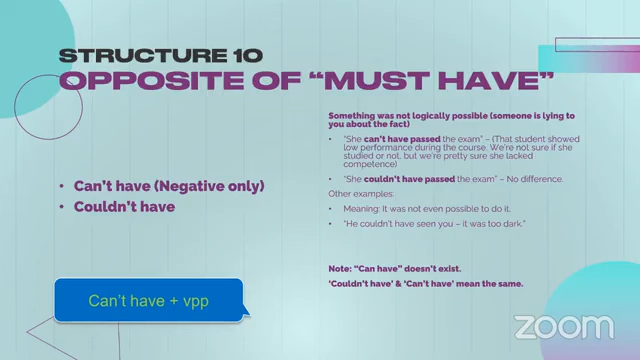 STRUCTURE 10
OPPOSITE OF “MUST HAVE”
• Can’t have (Negative only)
• Couldn’t have
Can’t have + vpp
Something was not logically possible (someone is lying to
you about the fact)
• “She can’t have passed the exam” – (That student showed
low performance during the course. We’re not sure if she
studied or not, but we’re pretty sure she lacked
competence)
• “She couldn’t have passed the exam” – No difference.
Other examples:
• Meaning: It was not even possible to do it.
• “He couldn’t have seen you – it was too dark.”
Note: “Can have” doesn’t exist.
‘Couldn’t have’ & ‘Can’t have’ mean the same.
zoom